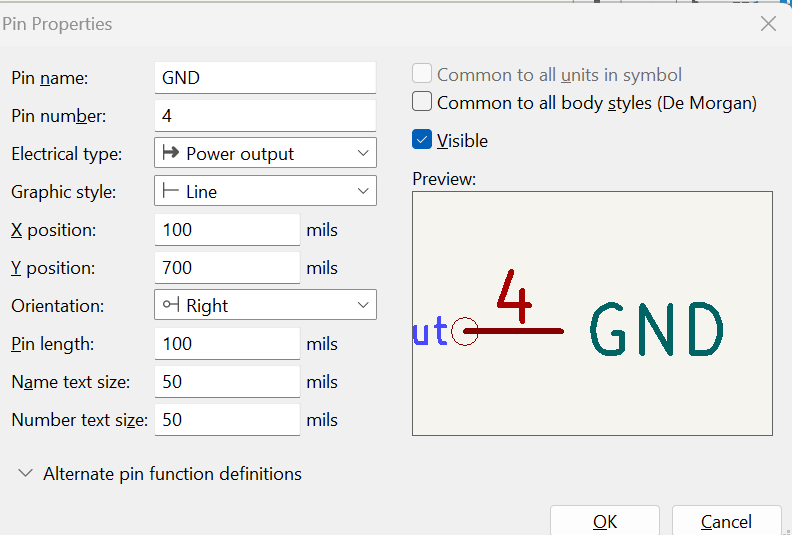 Pin Properties
Pin name: GND
Pin number: 4
Electrical type: Power output
Graphic style: Line
X position: 100 mils
Y position: 700 mils
Orientation: Right
Pin length: 100 mils
Name text size: 50 mils
Number text size: 50 mils
Alternate pin function definitions
Common to all units in symbol
Common to all body styles (De Morgan)
Visible
Preview:
4
ut GND
OK Cancel